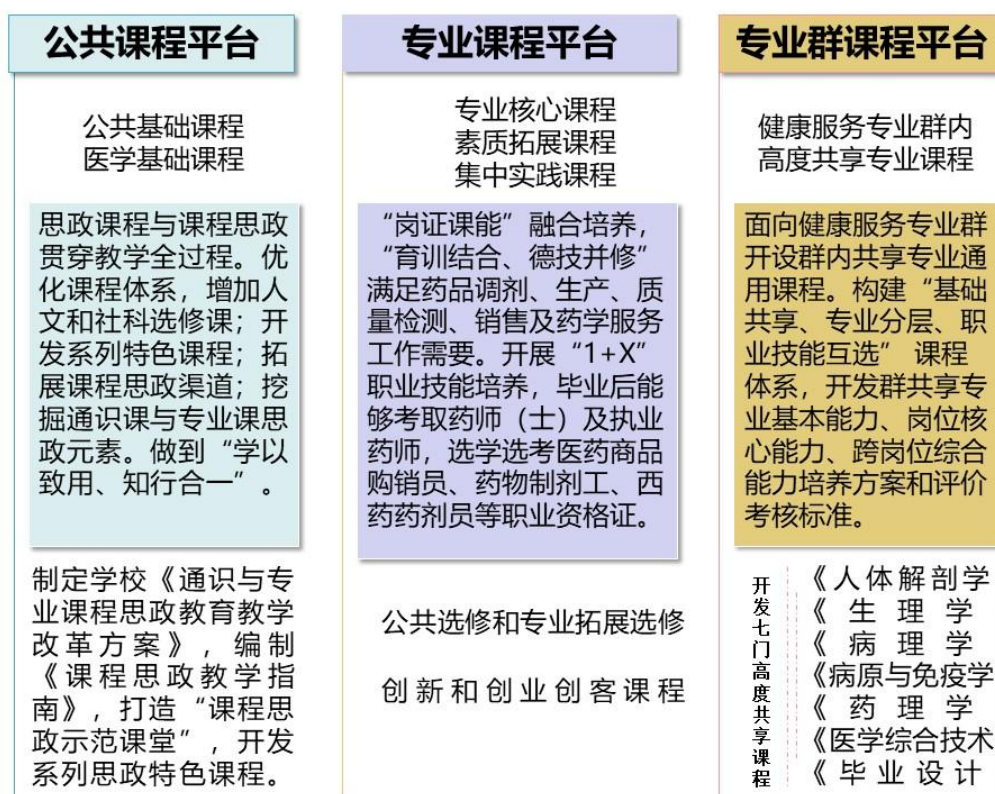 公共课程平台
公共基础课程
医学基础课程
思政课程与课程思政
贯穿教学全过程。优
化课程体系，增加人
文和社科选修课；开
发系列特色课程；拓
展课程思政渠道；挖
掘通识课与专业课思
政元素。做到“学以
致用、知行合一”。
制定学校《通识与专
业课程思政教育教学
改革方案》，编制
《课程思政教学指
南》，打造“课程思
政示范课堂”，开发
系列思政特色课程。
专业课程平台
专业核心课程
素质拓展课程
集中实践课程
“岗证课能”融合培养，
“育训结合、德技并修”
满足药品调剂、生产、质
量检测、销售及药学服务
工作需要。开展“1+X”
职业技能培养，毕业后能
够考取药师（士）及执业
药师，选学选考医药商品
购销员、药物制剂工、西
药药剂员等职业资格证。
公共选修和专业拓展选修
创新和创业创客课程
专业群课程平台
健康服务专业群内
高度共享专业课程
面向健康服务专业群
开设群内共享专业通
用课程。构建“基础
共享、专业分层、职
业技能互选”课程
体系，开发群共享专
业基本能力、岗位核
心能力、跨岗位综合
能力培养方案和评价
考核标准。
开发七门高度共享课程
《人体解剖学
《生理学
《病理学
《病原与免疫学
《药理学
《医学综合技术
《毕业设计